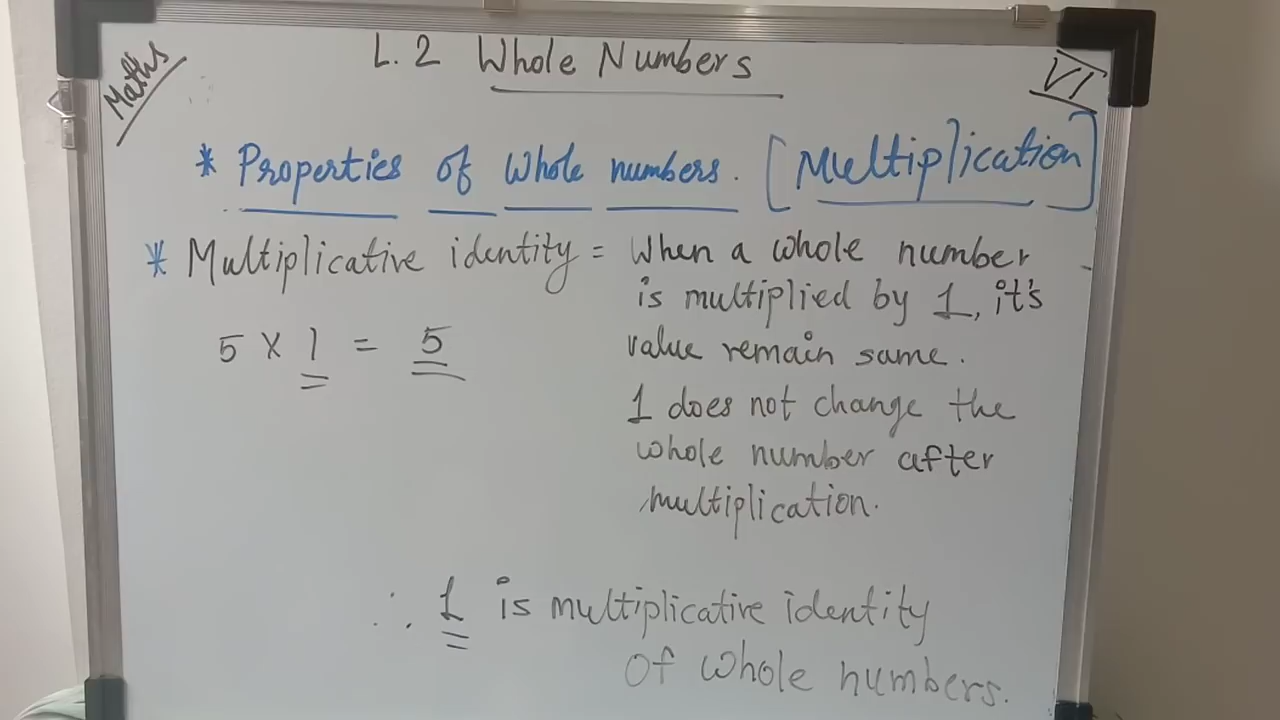 Maths
L.2 Whole Numbers
VI
* Properties of whole numbers. [Multiplication]
* Multiplicative identity = When a whole number
is multiplied by 1, it's
value remain same.
5 × 1 = 5
1 does not change the
whole number after
multiplication.
∴ 1 is multiplicative identity
of whole numbers.